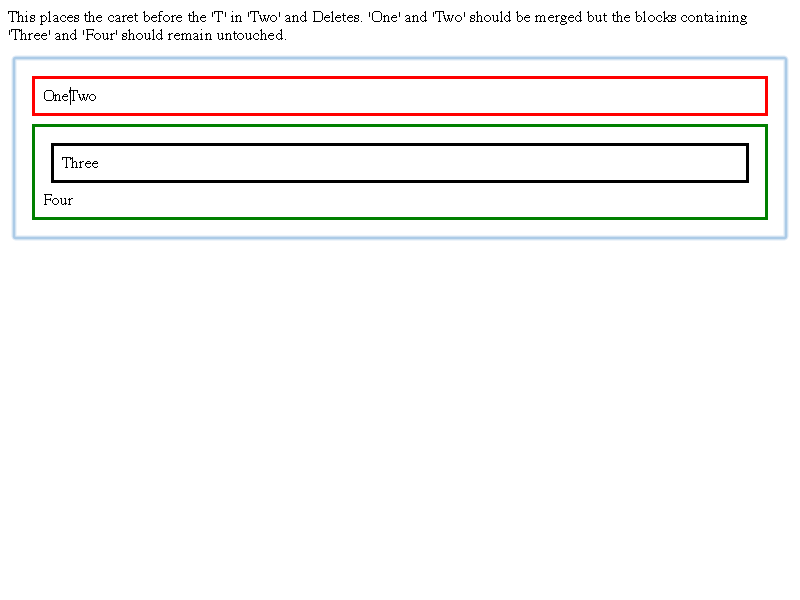 This places the caret before the 'T' in 'Two' and Deletes. 'One' and 'Two' should be merged but the blocks containing
'Three' and 'Four' should remain untouched.
OneTwo
Three
Four